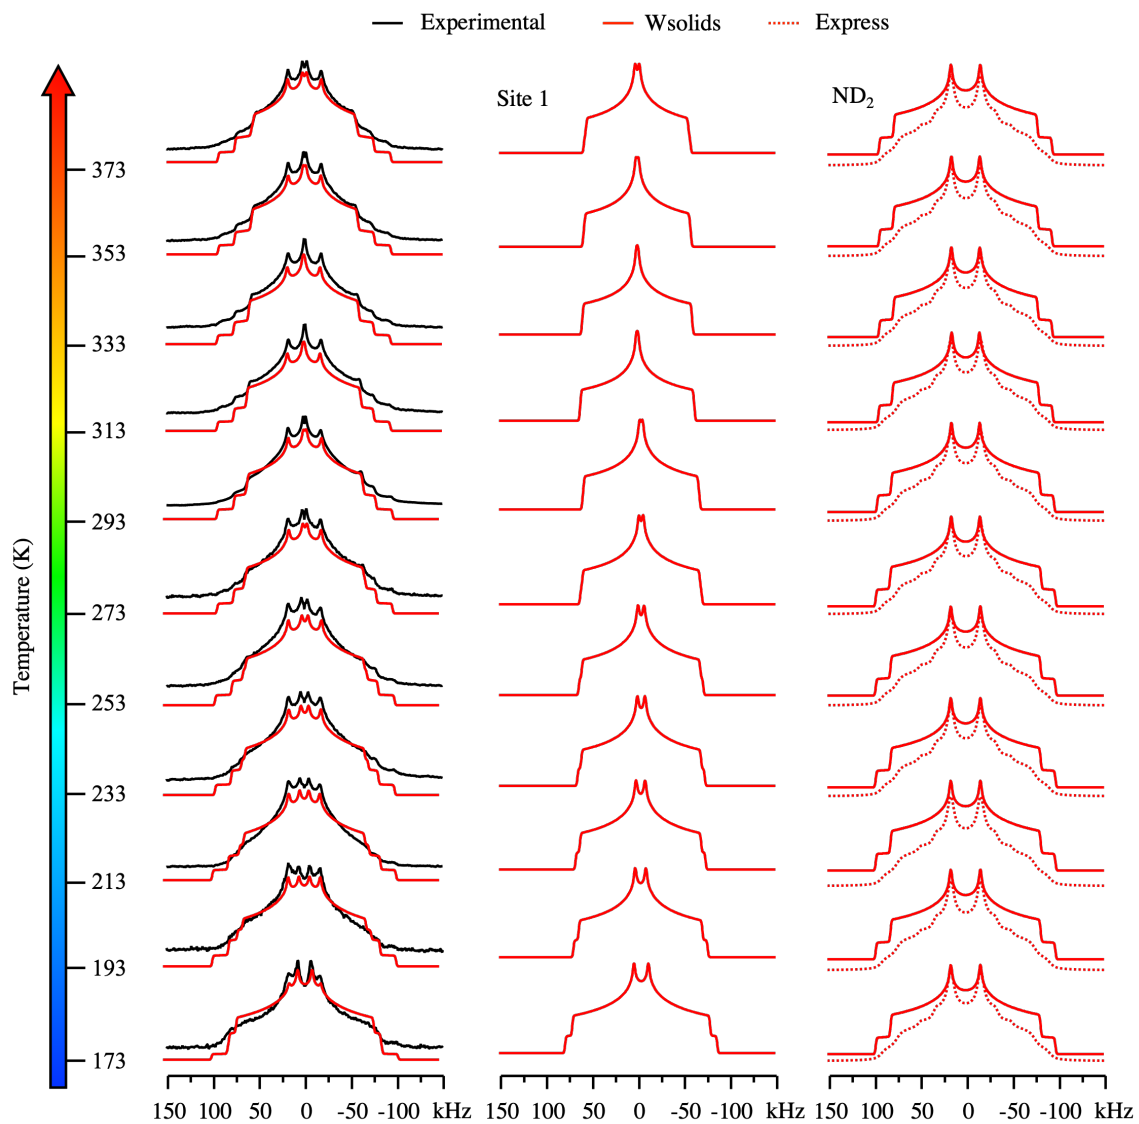 Experimental Wsolids Express
Site 1
ND₂
Temperature (K)
373
353
333
313
293
273
253
233
213
193
173
150 100 50 0 -50 -100 kHz
150 100 50 0 -50 -100 kHz
150 100 50 0 -50 -100 kHz